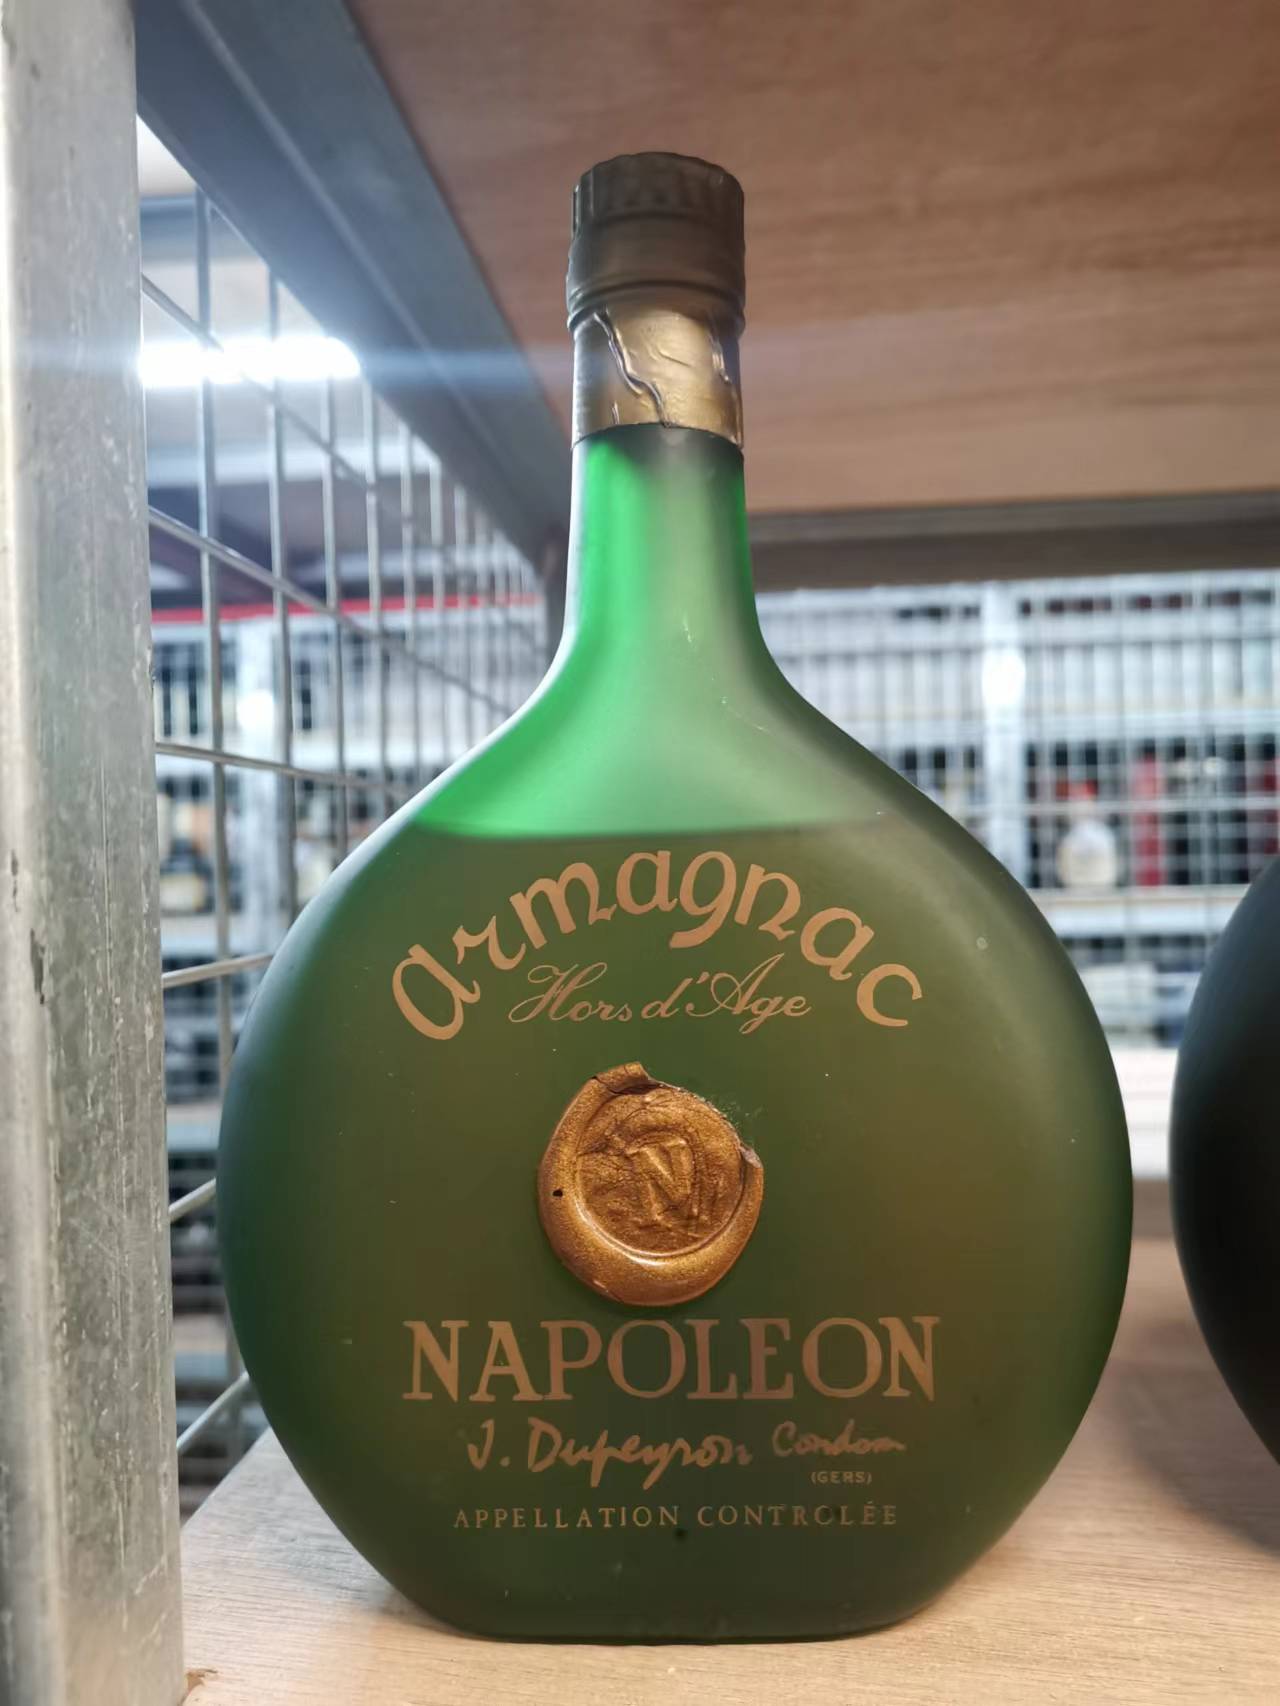 Armagnac
Hors d'Age
N
NAPOLEON
J. Dupeyron Condom
(GERS)
APPELLATION CONTROLÉE